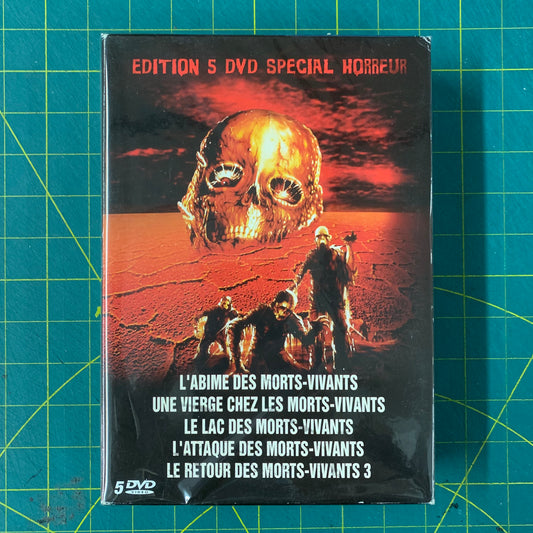 EDITION 5 DVD SPECIAL HORREUR
L'ABIME DES MORTS-VIVANTS
UNE VIERGE CHEZ LES MORTS-VIVANTS
LE LAC DES MORTS-VIVANTS
L'ATTAQUE DES MORTS-VIVANTS
LE RETOUR DES MORTS-VIVANTS 3
5 DVD
VIDEO